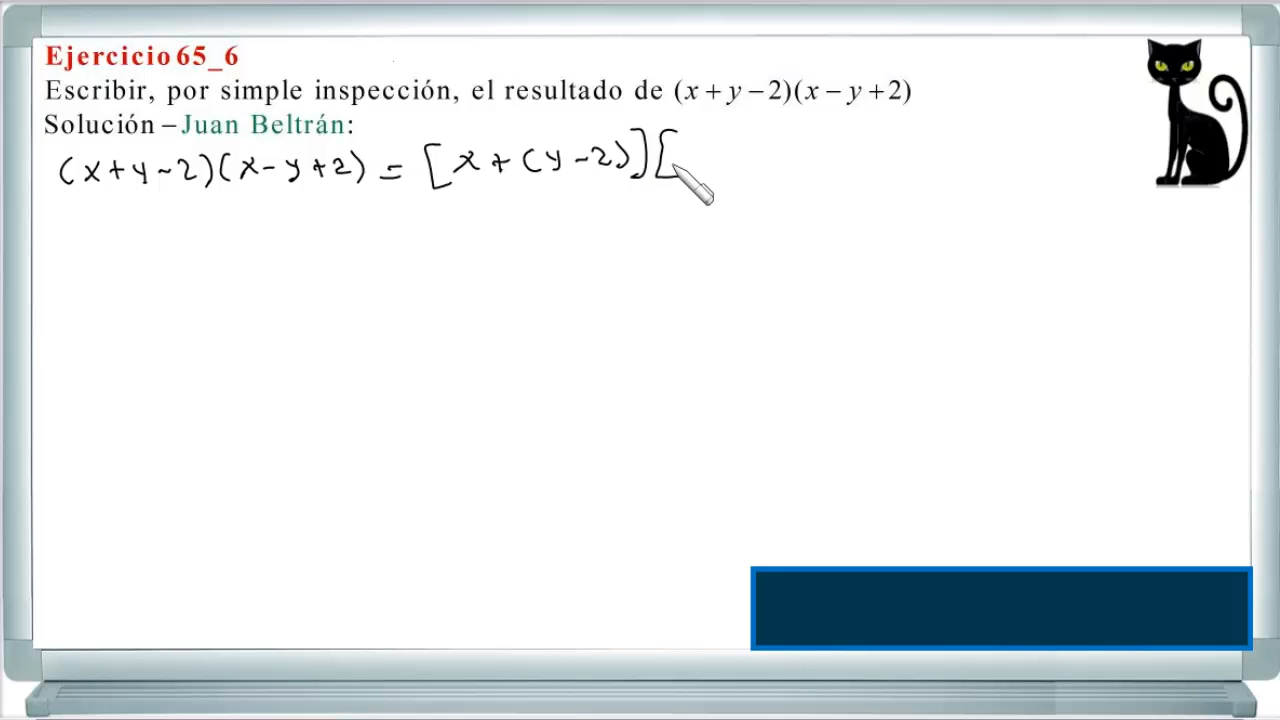 Ejercicio 65_6
Escribir, por simple inspección, el resultado de (x + y − 2)(x − y + 2)
Solución – Juan Beltrán:
(x+y-2)(x-y+2) = [x+(y-2)][